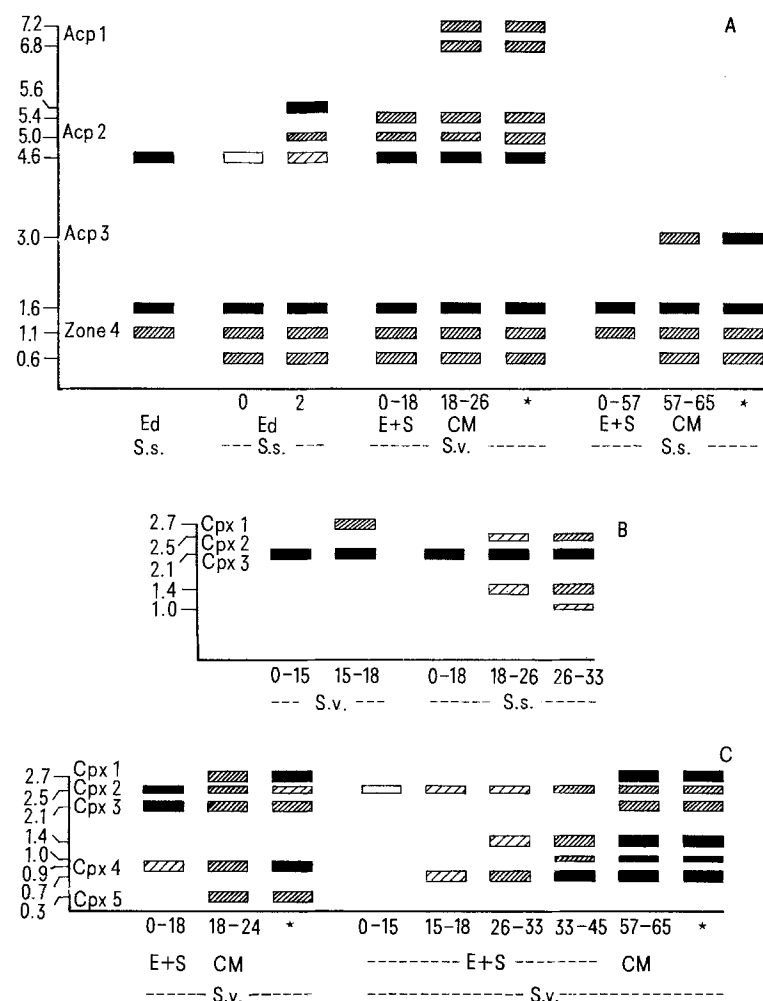 A
7.2 Acp 1
6.8
5.6
5.4
5.0 Acp 2
4.6
3.0 Acp 3
1.6
1.1 Zone 4
0.6
0 2 0-18 18-26 * 0-57 57-65 *
Ed Ed E+S CM E+S CM
S.s. ---- S.s. ---- ------- S.v. ------- ------- S.s. -------
B
2.7 Cpx 1
2.5 Cpx 2
2.1 Cpx 3
1.4
1.0
0-15 15-18 0-18 18-26 26-33
---- S.v. ---- ---- S.s. ----
C
2.7 Cpx 1
2.5 Cpx 2
2.1 Cpx 3
1.4
1.0
0.9 Cpx 4
0.7
0.3 Cpx 5
0-18 18-24 * 0-15 15-18 26-33 33-45 57-65 *
E+S CM -------- E+S -------- CM
------ S.v. ------ ---------------- S.v. ----------------